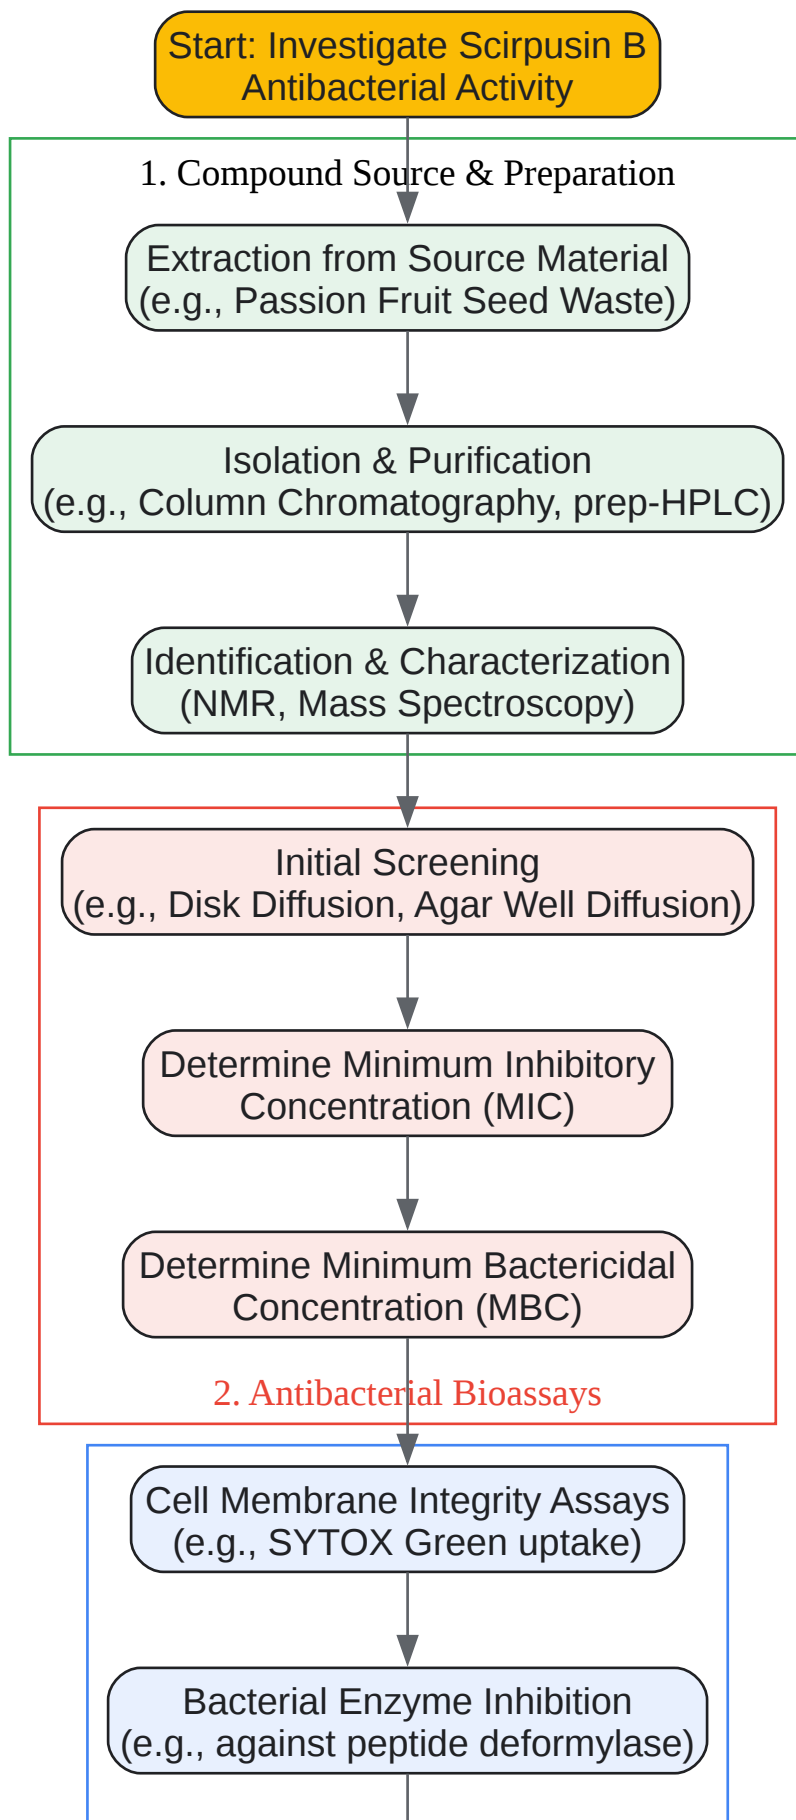 Start: Investigate Scirpusin B
Antibacterial Activity
1. Compound Source & Preparation
Extraction from Source Material
(e.g., Passion Fruit Seed Waste)
Isolation & Purification
(e.g., Column Chromatography, prep-HPLC)
Identification & Characterization
(NMR, Mass Spectroscopy)
Initial Screening
(e.g., Disk Diffusion, Agar Well Diffusion)
Determine Minimum Inhibitory
Concentration (MIC)
Determine Minimum Bactericidal
Concentration (MBC)
2. Antibacterial Bioassays
Cell Membrane Integrity Assays
(e.g., SYTOX Green uptake)
Bacterial Enzyme Inhibition
(e.g., against peptide deformylase)